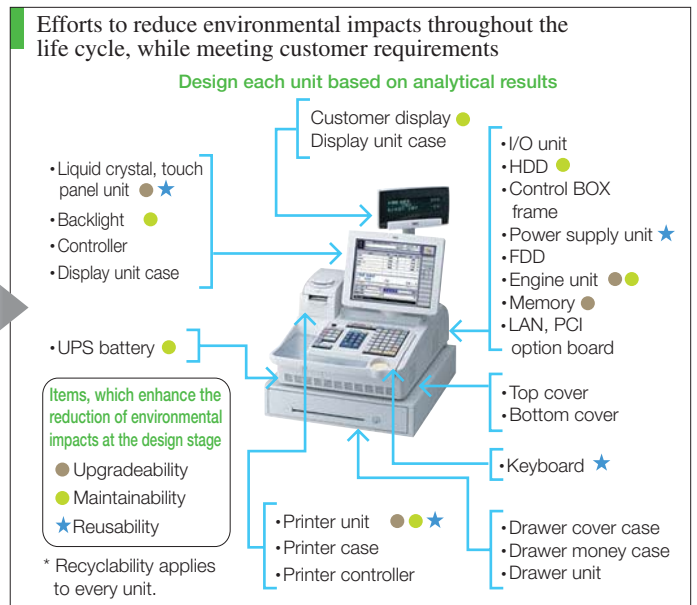 Efforts to reduce environmental impacts throughout the
life cycle, while meeting customer requirements
Design each unit based on analytical results
Customer display
Display unit case
•Liquid crystal, touch
panel unit
•Backlight
•Controller
•Display unit case
•I/O unit
•HDD
•Control BOX
frame
•Power supply unit
•FDD
•Engine unit
•Memory
•LAN, PCI
option board
•UPS battery
•Top cover
•Bottom cover
•Keyboard
Items, which enhance the
reduction of environmental
impacts at the design stage
Upgradeability
Maintainability
Reusability
* Recyclability applies
to every unit.
•Printer unit
•Printer case
•Printer controller
•Drawer cover case
•Drawer money case
•Drawer unit